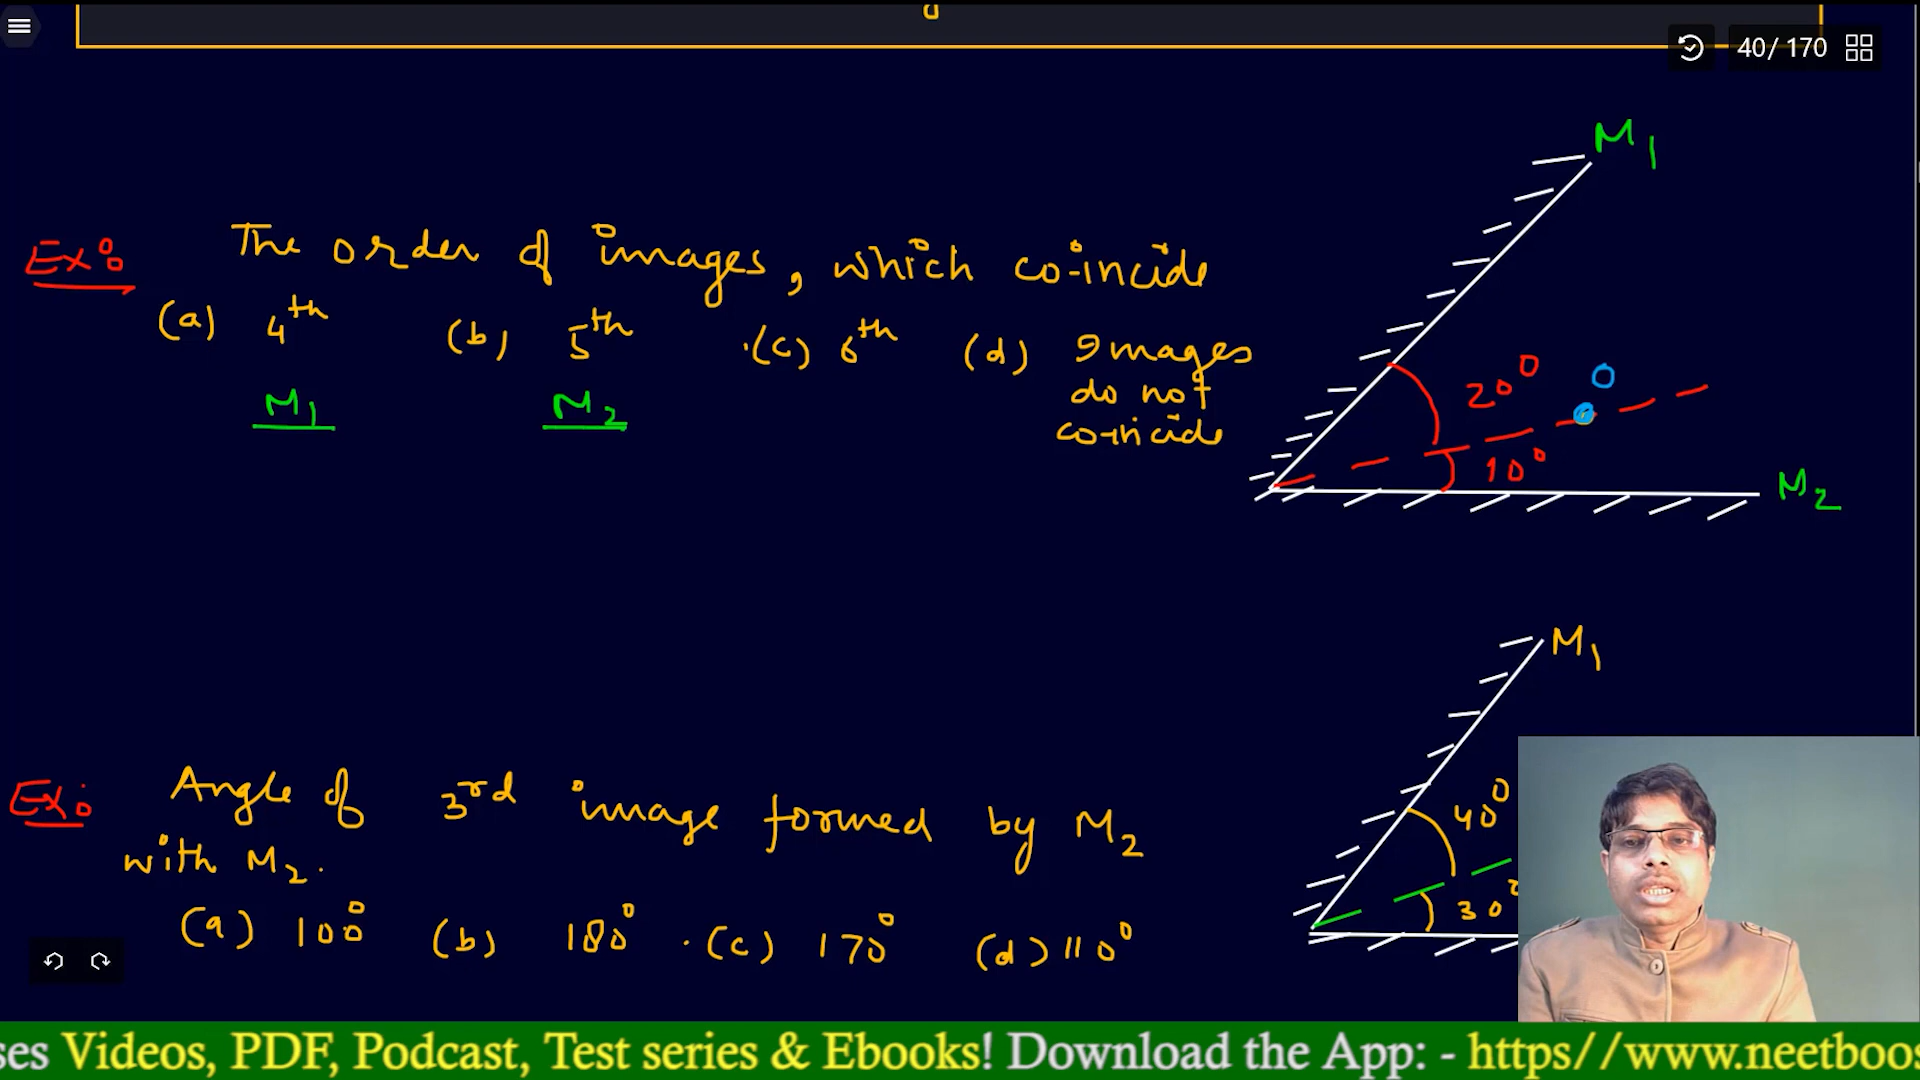 40/ 170
M1
Ex: The order of images, which co-incide
(a) 4th (b) 5th (c) 6th (d) Images
do not
co-incide
M1 M2
20° O
10°
M2
M1
Ex: Angle of 3rd image formed by M2
with M2.
(a) 100° (b) 180° (c) 170° (d) 110°
40°
30°
ses Videos, PDF, Podcast, Test series & Ebooks! Download the App: - https//www.neetboos